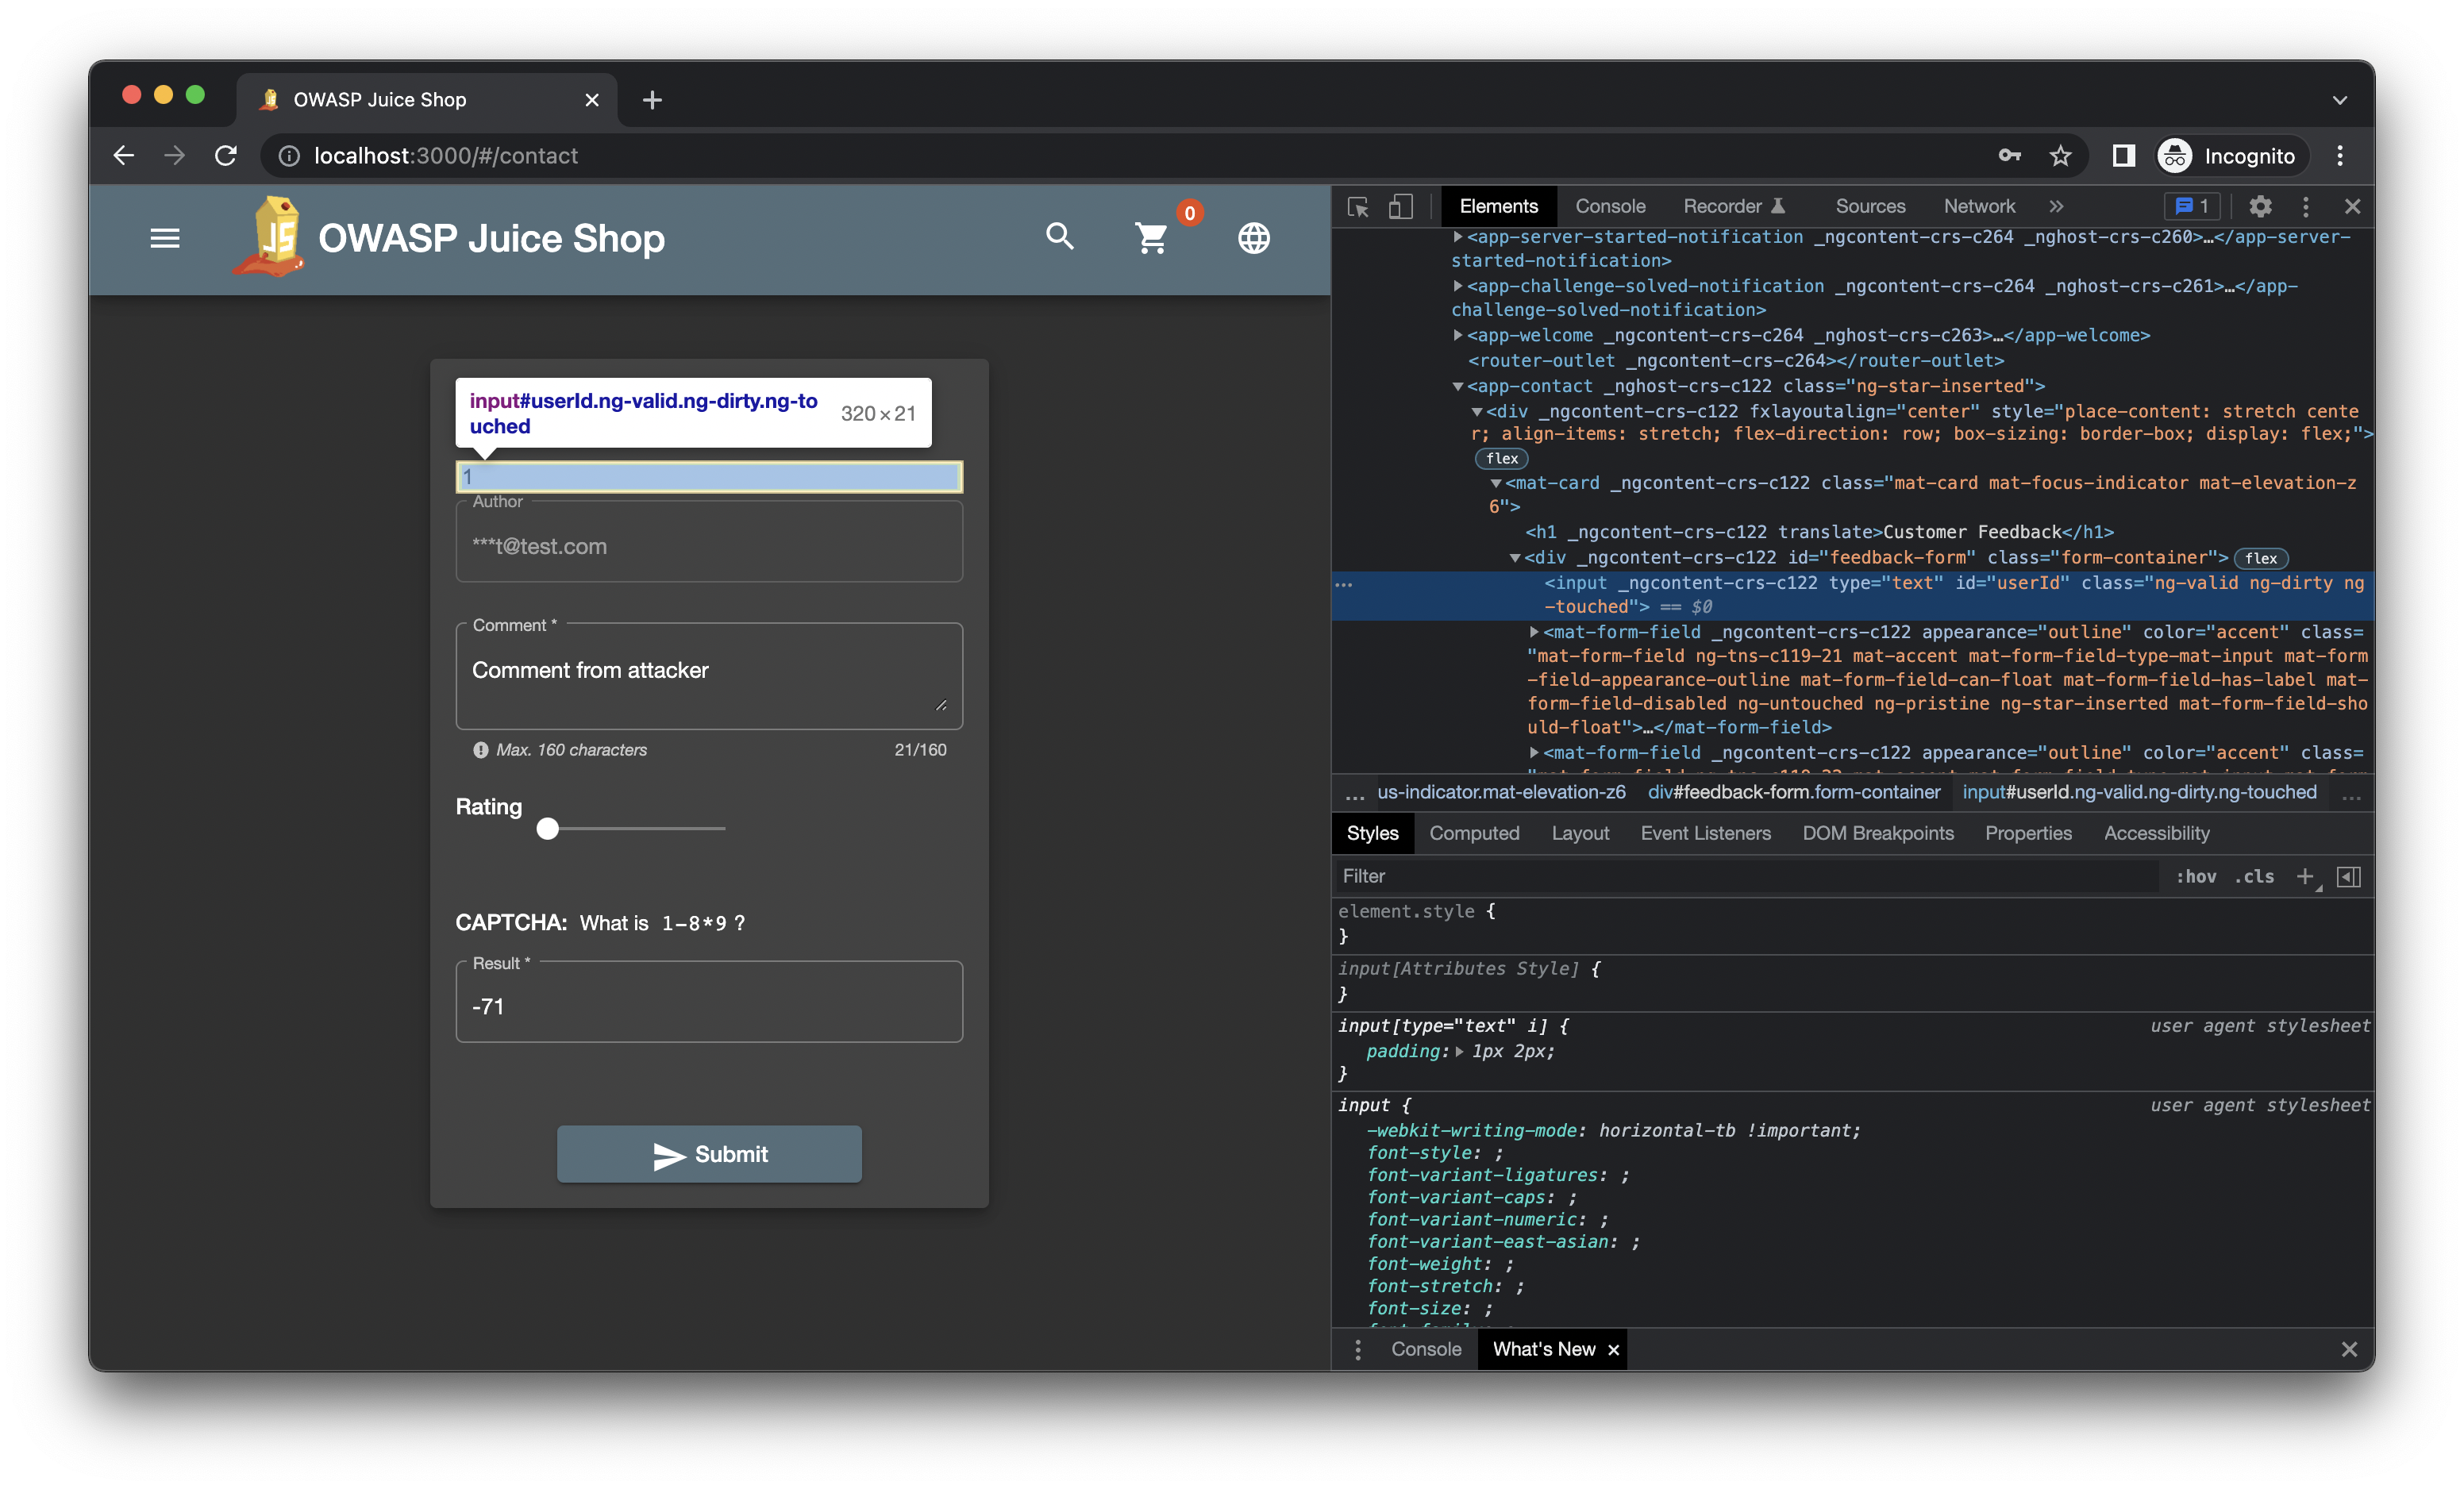 OWASP Juice Shop
localhost:3000/#/contact
Incognito
JS
OWASP Juice Shop
0
input#userId.ng-valid.ng-dirty.ng-to
uched
320 × 21
1
Author
***t@test.com
Comment *
Comment from attacker
Max. 160 characters
21/160
Rating
CAPTCHA: What is 1-8*9 ?
Result *
-71
Submit
Elements Console Recorder Sources Network » 1
<app-server-started-notification _ngcontent-crs-c264 _nghost-crs-c260>…</app-server-
started-notification>
<app-challenge-solved-notification _ngcontent-crs-c264 _nghost-crs-c261>…</app-
challenge-solved-notification>
<app-welcome _ngcontent-crs-c264 _nghost-crs-c263>…</app-welcome>
<router-outlet _ngcontent-crs-c264></router-outlet>
<app-contact _nghost-crs-c122 class="ng-star-inserted">
<div _ngcontent-crs-c122 fxlayoutalign="center" style="place-content: stretch cente
r; align-items: stretch; flex-direction: row; box-sizing: border-box; display: flex;">
flex
<mat-card _ngcontent-crs-c122 class="mat-card mat-focus-indicator mat-elevation-z
6">
<h1 _ngcontent-crs-c122 translate>Customer Feedback</h1>
<div _ngcontent-crs-c122 id="feedback-form" class="form-container"> flex
<input _ngcontent-crs-c122 type="text" id="userId" class="ng-valid ng-dirty ng
-touched"> == $0
<mat-form-field _ngcontent-crs-c122 appearance="outline" color="accent" class=
"mat-form-field ng-tns-c119-21 mat-accent mat-form-field-type-mat-input mat-form
-field-appearance-outline mat-form-field-can-float mat-form-field-has-label mat-
form-field-disabled ng-untouched ng-pristine ng-star-inserted mat-form-field-sho
uld-float">…</mat-form-field>
<mat-form-field _ngcontent-crs-c122 appearance="outline" color="accent" class=
... us-indicator.mat-elevation-z6 div#feedback-form.form-container input#userId.ng-valid.ng-dirty.ng-touched ...
Styles Computed Layout Event Listeners DOM Breakpoints Properties Accessibility
Filter :hov .cls +
element.style {
}
input[Attributes Style] {
}
input[type="text" i] { user agent stylesheet
padding: 1px 2px;
}
input { user agent stylesheet
-webkit-writing-mode: horizontal-tb !important;
font-style: ;
font-variant-ligatures: ;
font-variant-caps: ;
font-variant-numeric: ;
font-variant-east-asian: ;
font-weight: ;
font-stretch: ;
font-size: ;
Console What's New